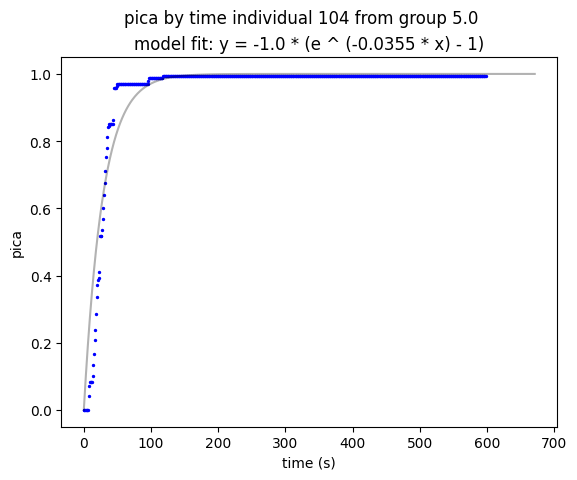 pica by time individual 104 from group 5.0
model fit: y = -1.0 * (e ^ (-0.0355 * x) - 1)
1.0
0.8
0.6
0.4
0.2
0.0
pica
0 100 200 300 400 500 600 700
time (s)